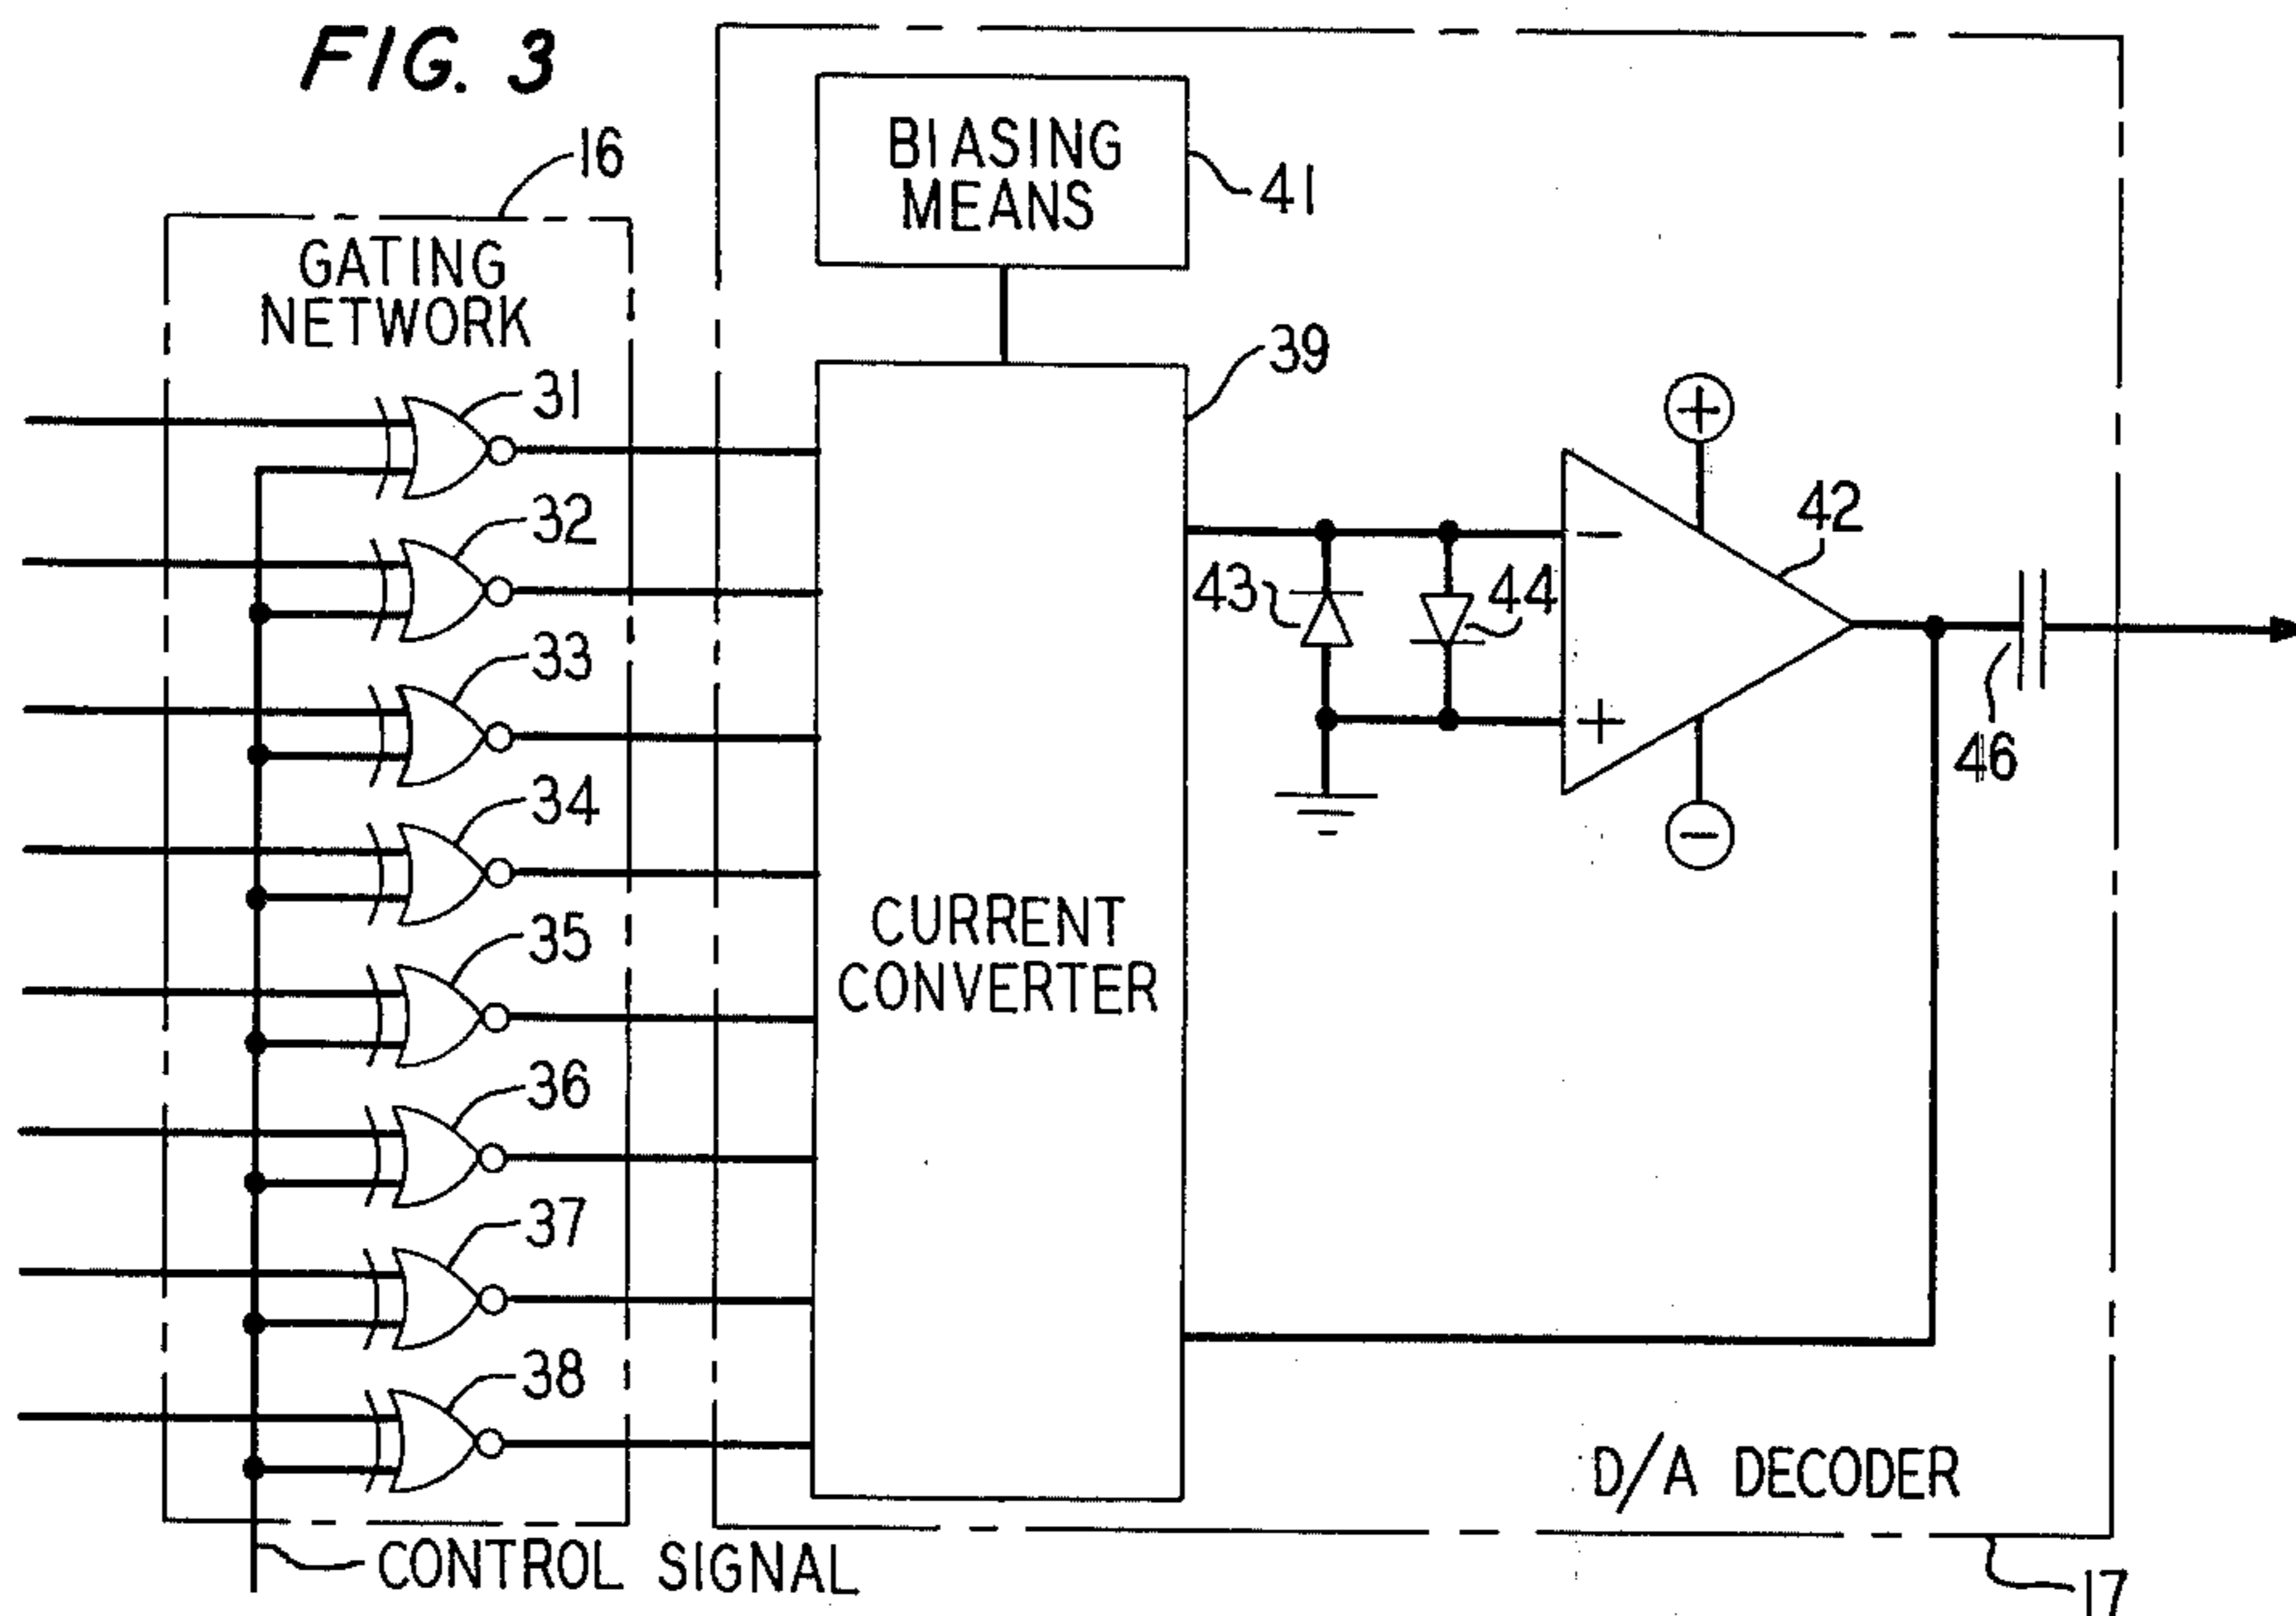 FIG. 3
16
GATING
NETWORK
BIASING
MEANS
41
39
31
32
33
34
35
36
37
38
CURRENT
CONVERTER
43
44
42
46
+
−
−
+
D/A DECODER
17
CONTROL SIGNAL